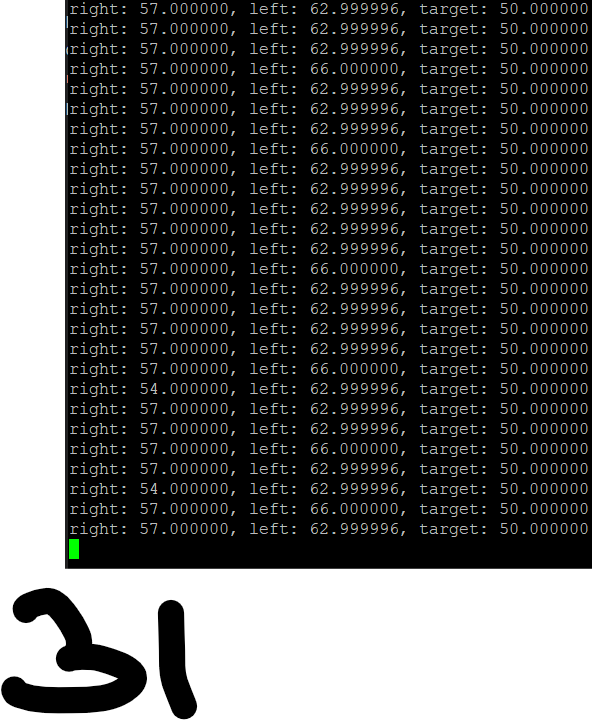 right: 57.000000, left: 62.999996, target: 50.000000
right: 57.000000, left: 62.999996, target: 50.000000
right: 57.000000, left: 62.999996, target: 50.000000
right: 57.000000, left: 66.000000, target: 50.000000
right: 57.000000, left: 62.999996, target: 50.000000
right: 57.000000, left: 62.999996, target: 50.000000
right: 57.000000, left: 62.999996, target: 50.000000
right: 57.000000, left: 66.000000, target: 50.000000
right: 57.000000, left: 62.999996, target: 50.000000
right: 57.000000, left: 62.999996, target: 50.000000
right: 57.000000, left: 62.999996, target: 50.000000
right: 57.000000, left: 62.999996, target: 50.000000
right: 57.000000, left: 62.999996, target: 50.000000
right: 57.000000, left: 66.000000, target: 50.000000
right: 57.000000, left: 62.999996, target: 50.000000
right: 57.000000, left: 62.999996, target: 50.000000
right: 57.000000, left: 62.999996, target: 50.000000
right: 57.000000, left: 62.999996, target: 50.000000
right: 57.000000, left: 66.000000, target: 50.000000
right: 54.000000, left: 62.999996, target: 50.000000
right: 57.000000, left: 62.999996, target: 50.000000
right: 57.000000, left: 62.999996, target: 50.000000
right: 57.000000, left: 66.000000, target: 50.000000
right: 57.000000, left: 62.999996, target: 50.000000
right: 54.000000, left: 62.999996, target: 50.000000
right: 57.000000, left: 66.000000, target: 50.000000
right: 57.000000, left: 62.999996, target: 50.000000
31